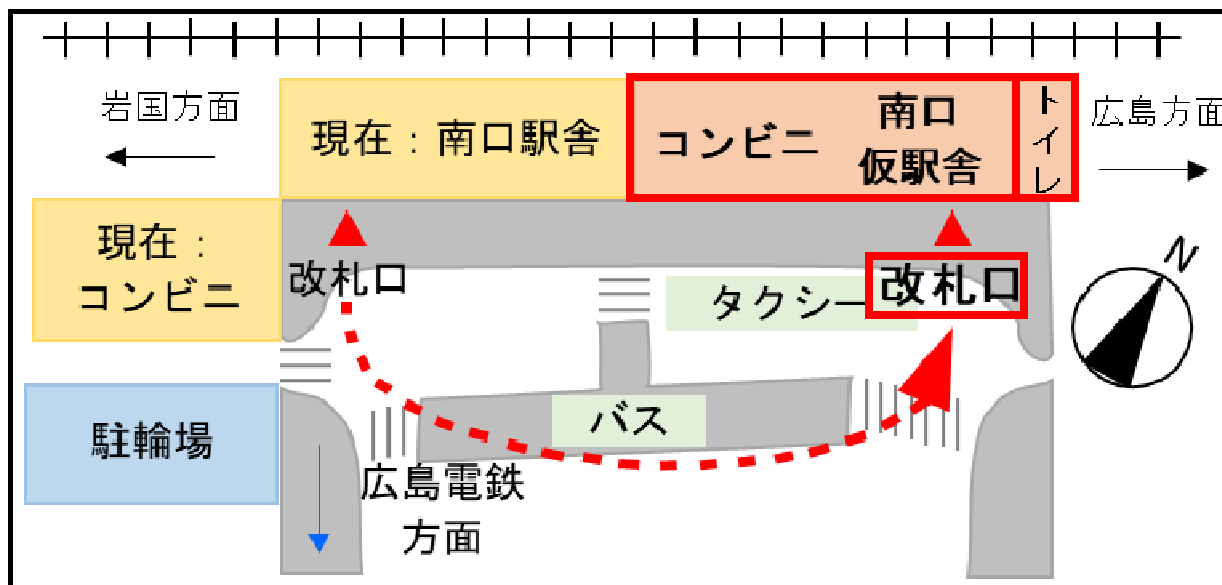 岩国方面
現在：南口駅舎
コンビニ
南口
仮駅舎
トイレ
広島方面
現在：
コンビニ
改札口
タクシー
改札口
N
駐輪場
バス
広島電鉄
方面